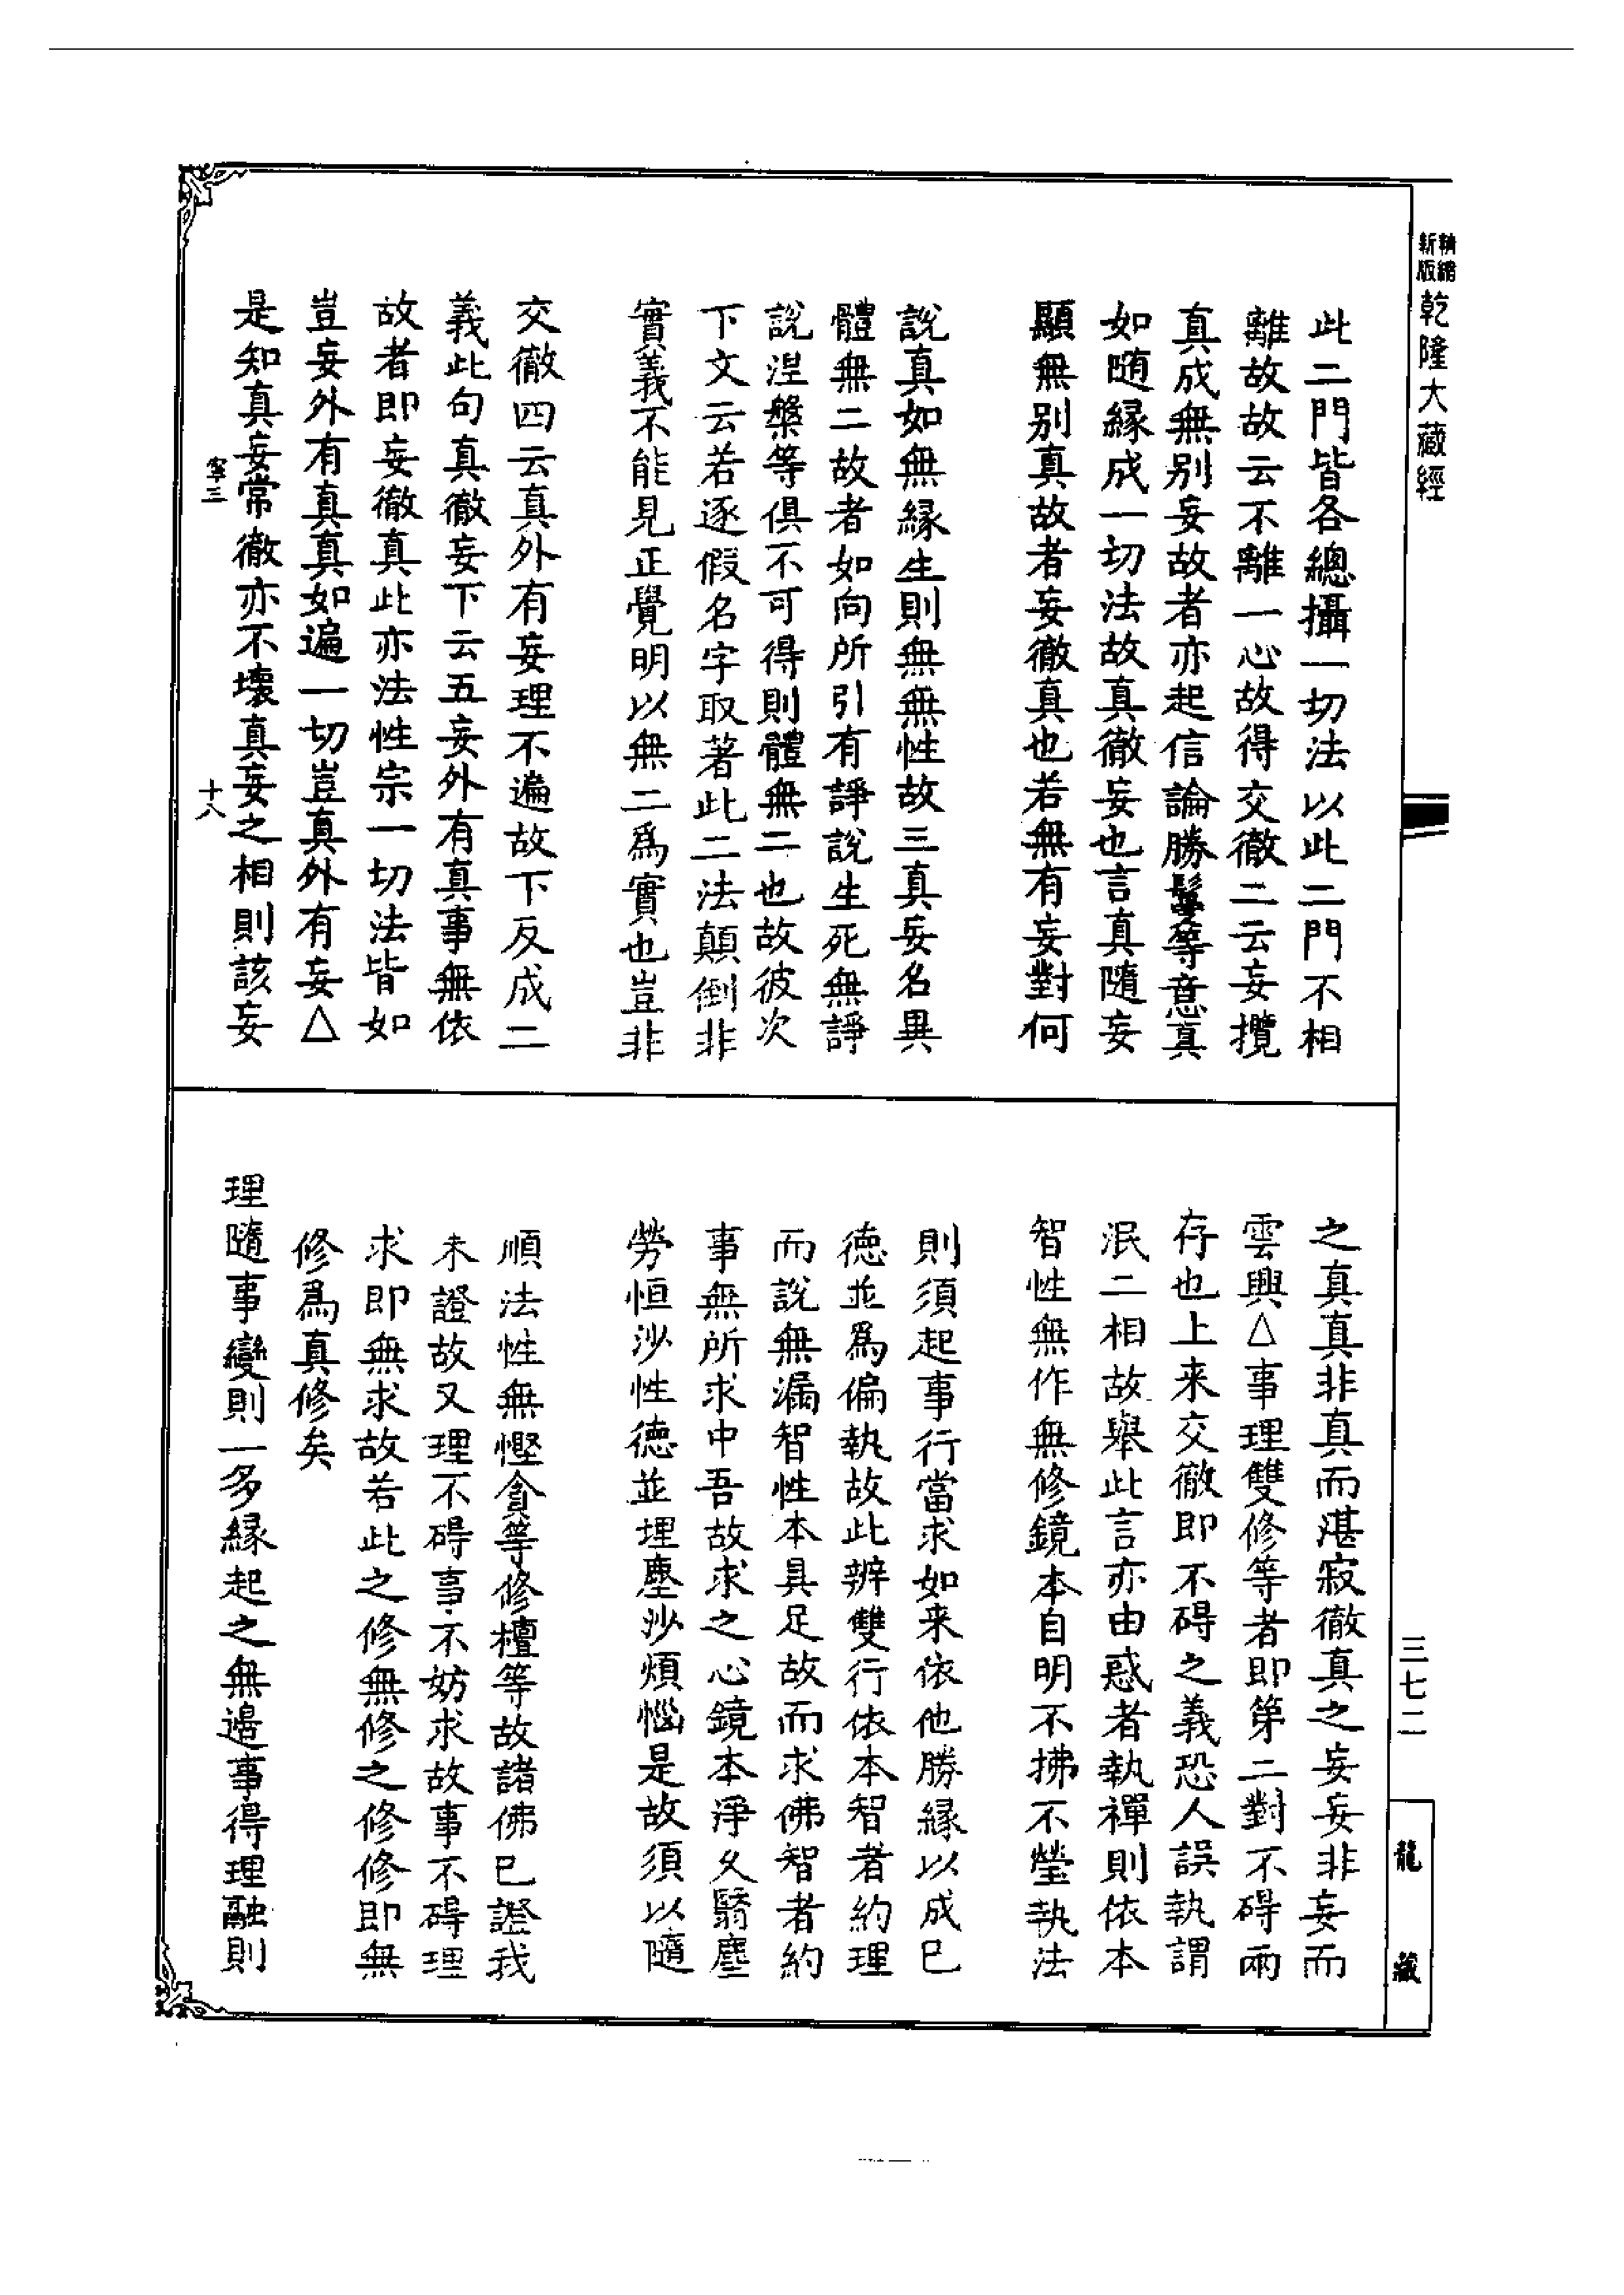 新版精縮
乾隆大藏經
此二門皆各總攝一切法以此二門不相
離故故云不離一心故得交徹二云妄攬
真成無別妄故者亦起信論勝鬘等意真
如隨緣成一切法故真徹妄也言真隨妄
顯無別真故者妄徹真也若無有妄對何
說真如無緣生則無無性故三真妄名異
體無二故者如向所引有諍說生死無諍
說涅槃等俱不可得則體無二也故彼次
下文云若逐假名字取著此二法顛倒非
實義不能見正覺明以無二為實也豈非
交徹四云真外有妄理不遍故下反成二
義此句真徹妄下云五妄外有真事無依
故者即妄徹真此亦法性宗一切法皆如
豈妄外有真真如遍一切豈真外有妄△
是知真妄常徹亦不壞真妄之相則該妄
寧三
十八
之真真非真而湛寂徹真之妄妄非妄而
雲興△事理雙修等者即第二對不碍兩
存也上来交徹即不碍之義恐人誤執謂
泯二相故舉此言亦由惑者執禪則依本
智性無作無修鏡本自明不拂不瑩執法
則須起事行當求如来依他勝緣以成已
德並為偏執故此辨雙行依本智者約理
而說無漏智性本具足故而求佛智者約
事無所求中吾故求之心鏡本淨久翳塵
勞恒沙性德並埋塵沙煩惱是故須以隨
順法性無慳貪等修檀等故諸佛已證我
未證故又理不碍事不妨求故事不碍理
求即無求故若此之修無修之修修即無
修為真修矣
理隨事變則一多緣起之無邊事得理融則
三七二
龍藏